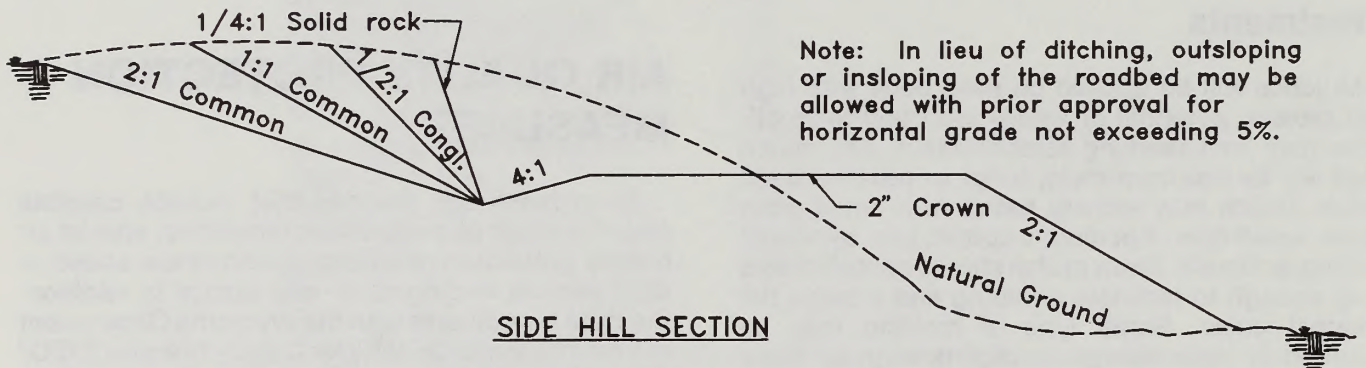 1/4:1 Solid rock
2:1 Common
1:1 Common
1/2:1 Congl.
4:1
Note: In lieu of ditching, outsloping
or insloping of the roadbed may be
allowed with prior approval for
horizontal grade not exceeding 5%.
2" Crown
2:1
Natural Ground
SIDE HILL SECTION